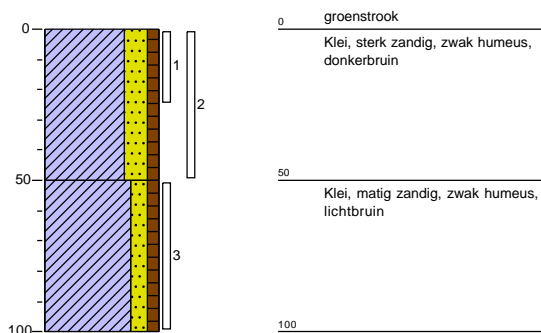 0
1
2
50
3
100
0
groenstrook
Klei, sterk zandig, zwak humeus,
donkerbruin
50
Klei, matig zandig, zwak humeus,
lichtbruin
100